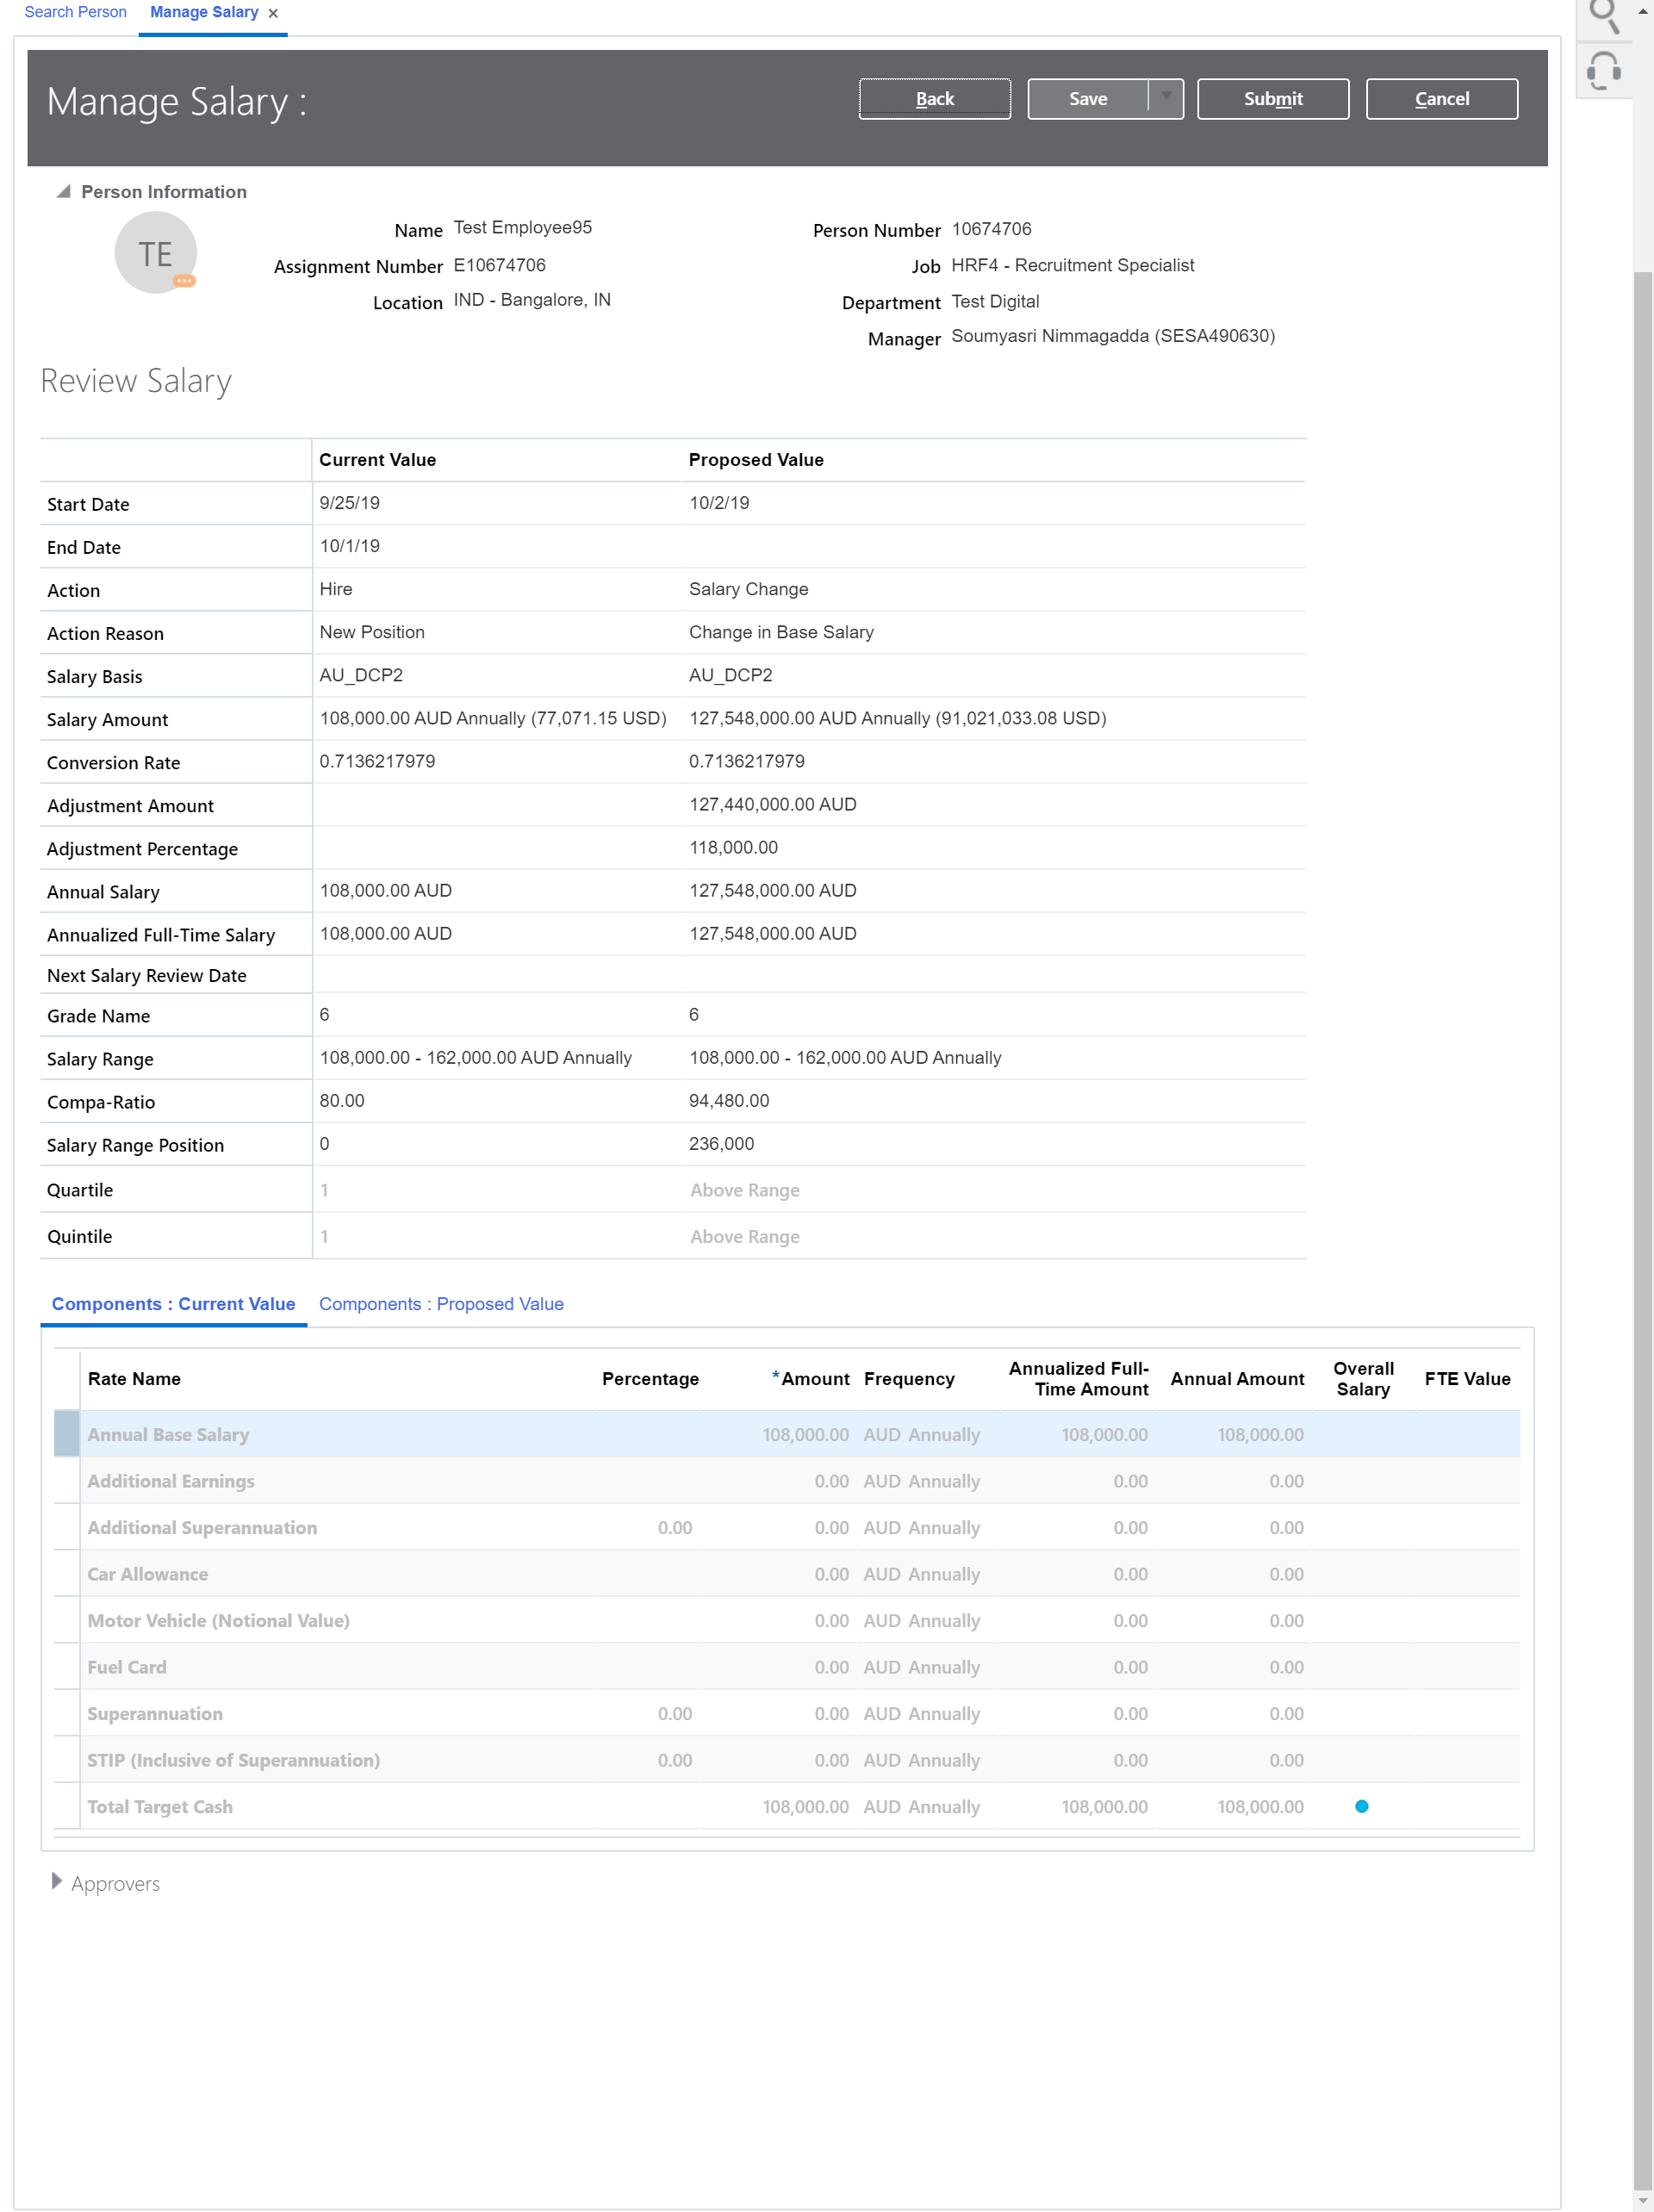 Search Person Manage Salary ×
Manage Salary :
Back Save Submit Cancel
Person Information
TE
Name Test Employee95 Person Number 10674706
Assignment Number E10674706 Job HRF4 - Recruitment Specialist
Location IND - Bangalore, IN Department Test Digital
Manager Soumyasri Nimmagadda (SESA490630)
Review Salary
Current Value Proposed Value
Start Date 9/25/19 10/2/19
End Date 10/1/19
Action Hire Salary Change
Action Reason New Position Change in Base Salary
Salary Basis AU_DCP2 AU_DCP2
Salary Amount 108,000.00 AUD Annually (77,071.15 USD) 127,548,000.00 AUD Annually (91,021,033.08 USD)
Conversion Rate 0.7136217979 0.7136217979
Adjustment Amount 127,440,000.00 AUD
Adjustment Percentage 118,000.00
Annual Salary 108,000.00 AUD 127,548,000.00 AUD
Annualized Full-Time Salary 108,000.00 AUD 127,548,000.00 AUD
Next Salary Review Date
Grade Name 6 6
Salary Range 108,000.00 - 162,000.00 AUD Annually 108,000.00 - 162,000.00 AUD Annually
Compa-Ratio 80.00 94,480.00
Salary Range Position 0 236,000
Quartile 1 Above Range
Quintile 1 Above Range
Components : Current Value Components : Proposed Value
Rate Name Percentage *Amount Frequency Annualized Full-Time Amount Annual Amount Overall Salary FTE Value
Annual Base Salary 108,000.00 AUD Annually 108,000.00 108,000.00
Additional Earnings 0.00 AUD Annually 0.00 0.00
Additional Superannuation 0.00 0.00 AUD Annually 0.00 0.00
Car Allowance 0.00 AUD Annually 0.00 0.00
Motor Vehicle (Notional Value) 0.00 AUD Annually 0.00 0.00
Fuel Card 0.00 AUD Annually 0.00 0.00
Superannuation 0.00 0.00 AUD Annually 0.00 0.00
STIP (Inclusive of Superannuation) 0.00 0.00 AUD Annually 0.00 0.00
Total Target Cash 108,000.00 AUD Annually 108,000.00 108,000.00
Approvers